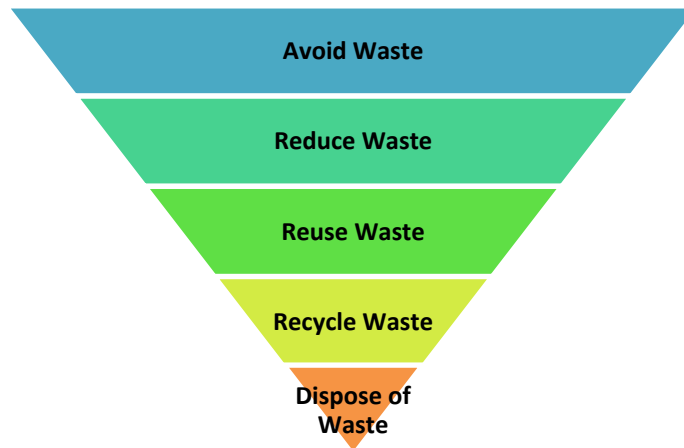 Avoid Waste
Reduce Waste
Reuse Waste
Recycle Waste
Dispose of
Waste